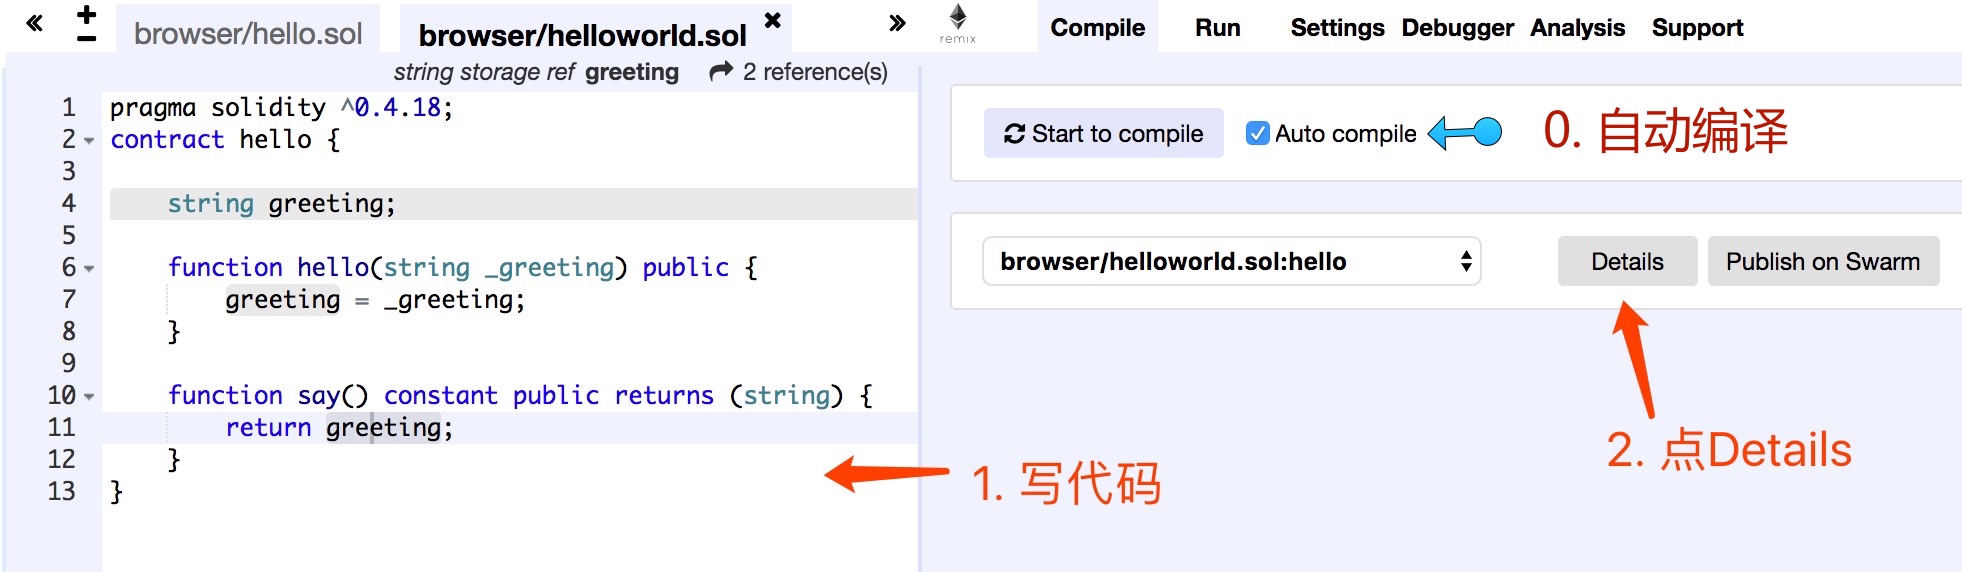 browser/hello.sol
browser/helloworld.sol
string storage ref greeting 2 reference(s)
1 pragma solidity ^0.4.18;
2 contract hello {
3
4 string greeting;
5
6 function hello(string _greeting) public {
7 greeting = _greeting;
8 }
9
10 function say() constant public returns (string) {
11 return greeting;
12 }
13 }
1. 写代码
remix
Compile Run Settings Debugger Analysis Support
Start to compile Auto compile 0. 自动编译
browser/helloworld.sol:hello Details Publish on Swarm
2. 点Details